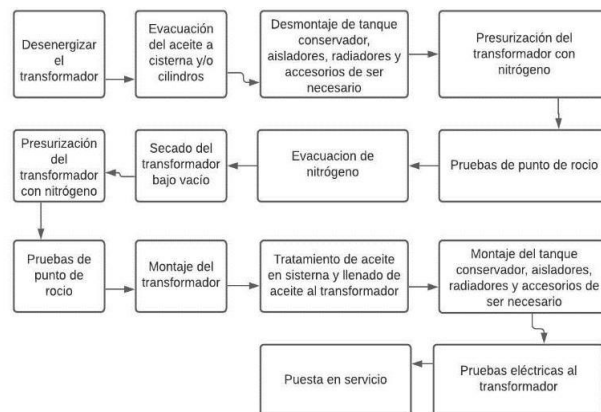 Desenergizar
el
transformador
Evacuación
del aceite a
cisterna y/o
cilindros
Desmontaje de tanque
conservador,
aisladores, radiadores y
accesorios de ser
necesario
Presurización del
transformador con
nitrógeno
Pruebas de punto de rocio
Evacuacion de
nitrógeno
Secado del
transformador
bajo vacío
Presurización
del
transformador
con nitrógeno
Pruebas de
punto de
rocio
Montaje del
transformador
Tratamiento de aceite
en sisterna y llenado de
aceite al transformador
Montaje del tanque
conservador, aisladores,
radiadores y accesorios de
ser necesario
Pruebas eléctricas al
transformador
Puesta en servicio